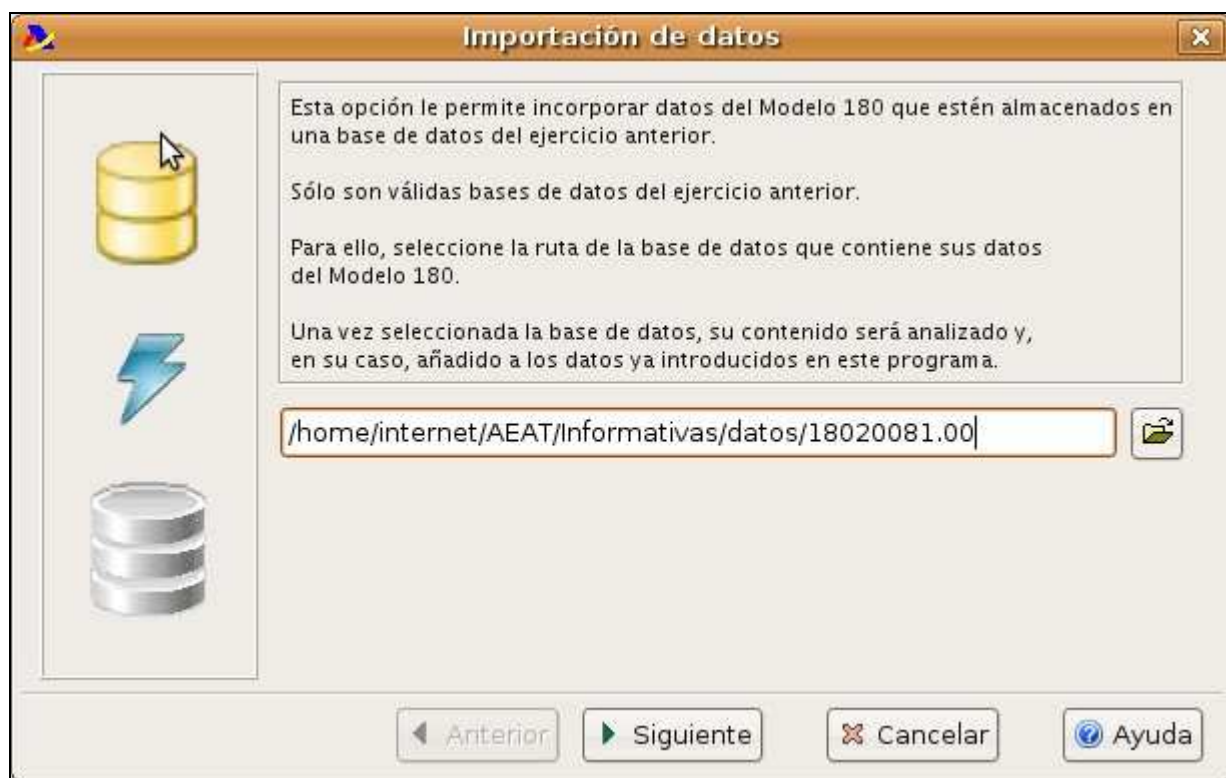 Importación de datos
Esta opción le permite incorporar datos del Modelo 180 que estén almacenados en
una base de datos del ejercicio anterior.
Sólo son válidas bases de datos del ejercicio anterior.
Para ello, seleccione la ruta de la base de datos que contiene sus datos
del Modelo 180.
Una vez seleccionada la base de datos, su contenido será analizado y,
en su caso, añadido a los datos ya introducidos en este programa.
/home/internet/AEAT/Informativas/datos/18020081.00
Anterior Siguiente Cancelar Ayuda